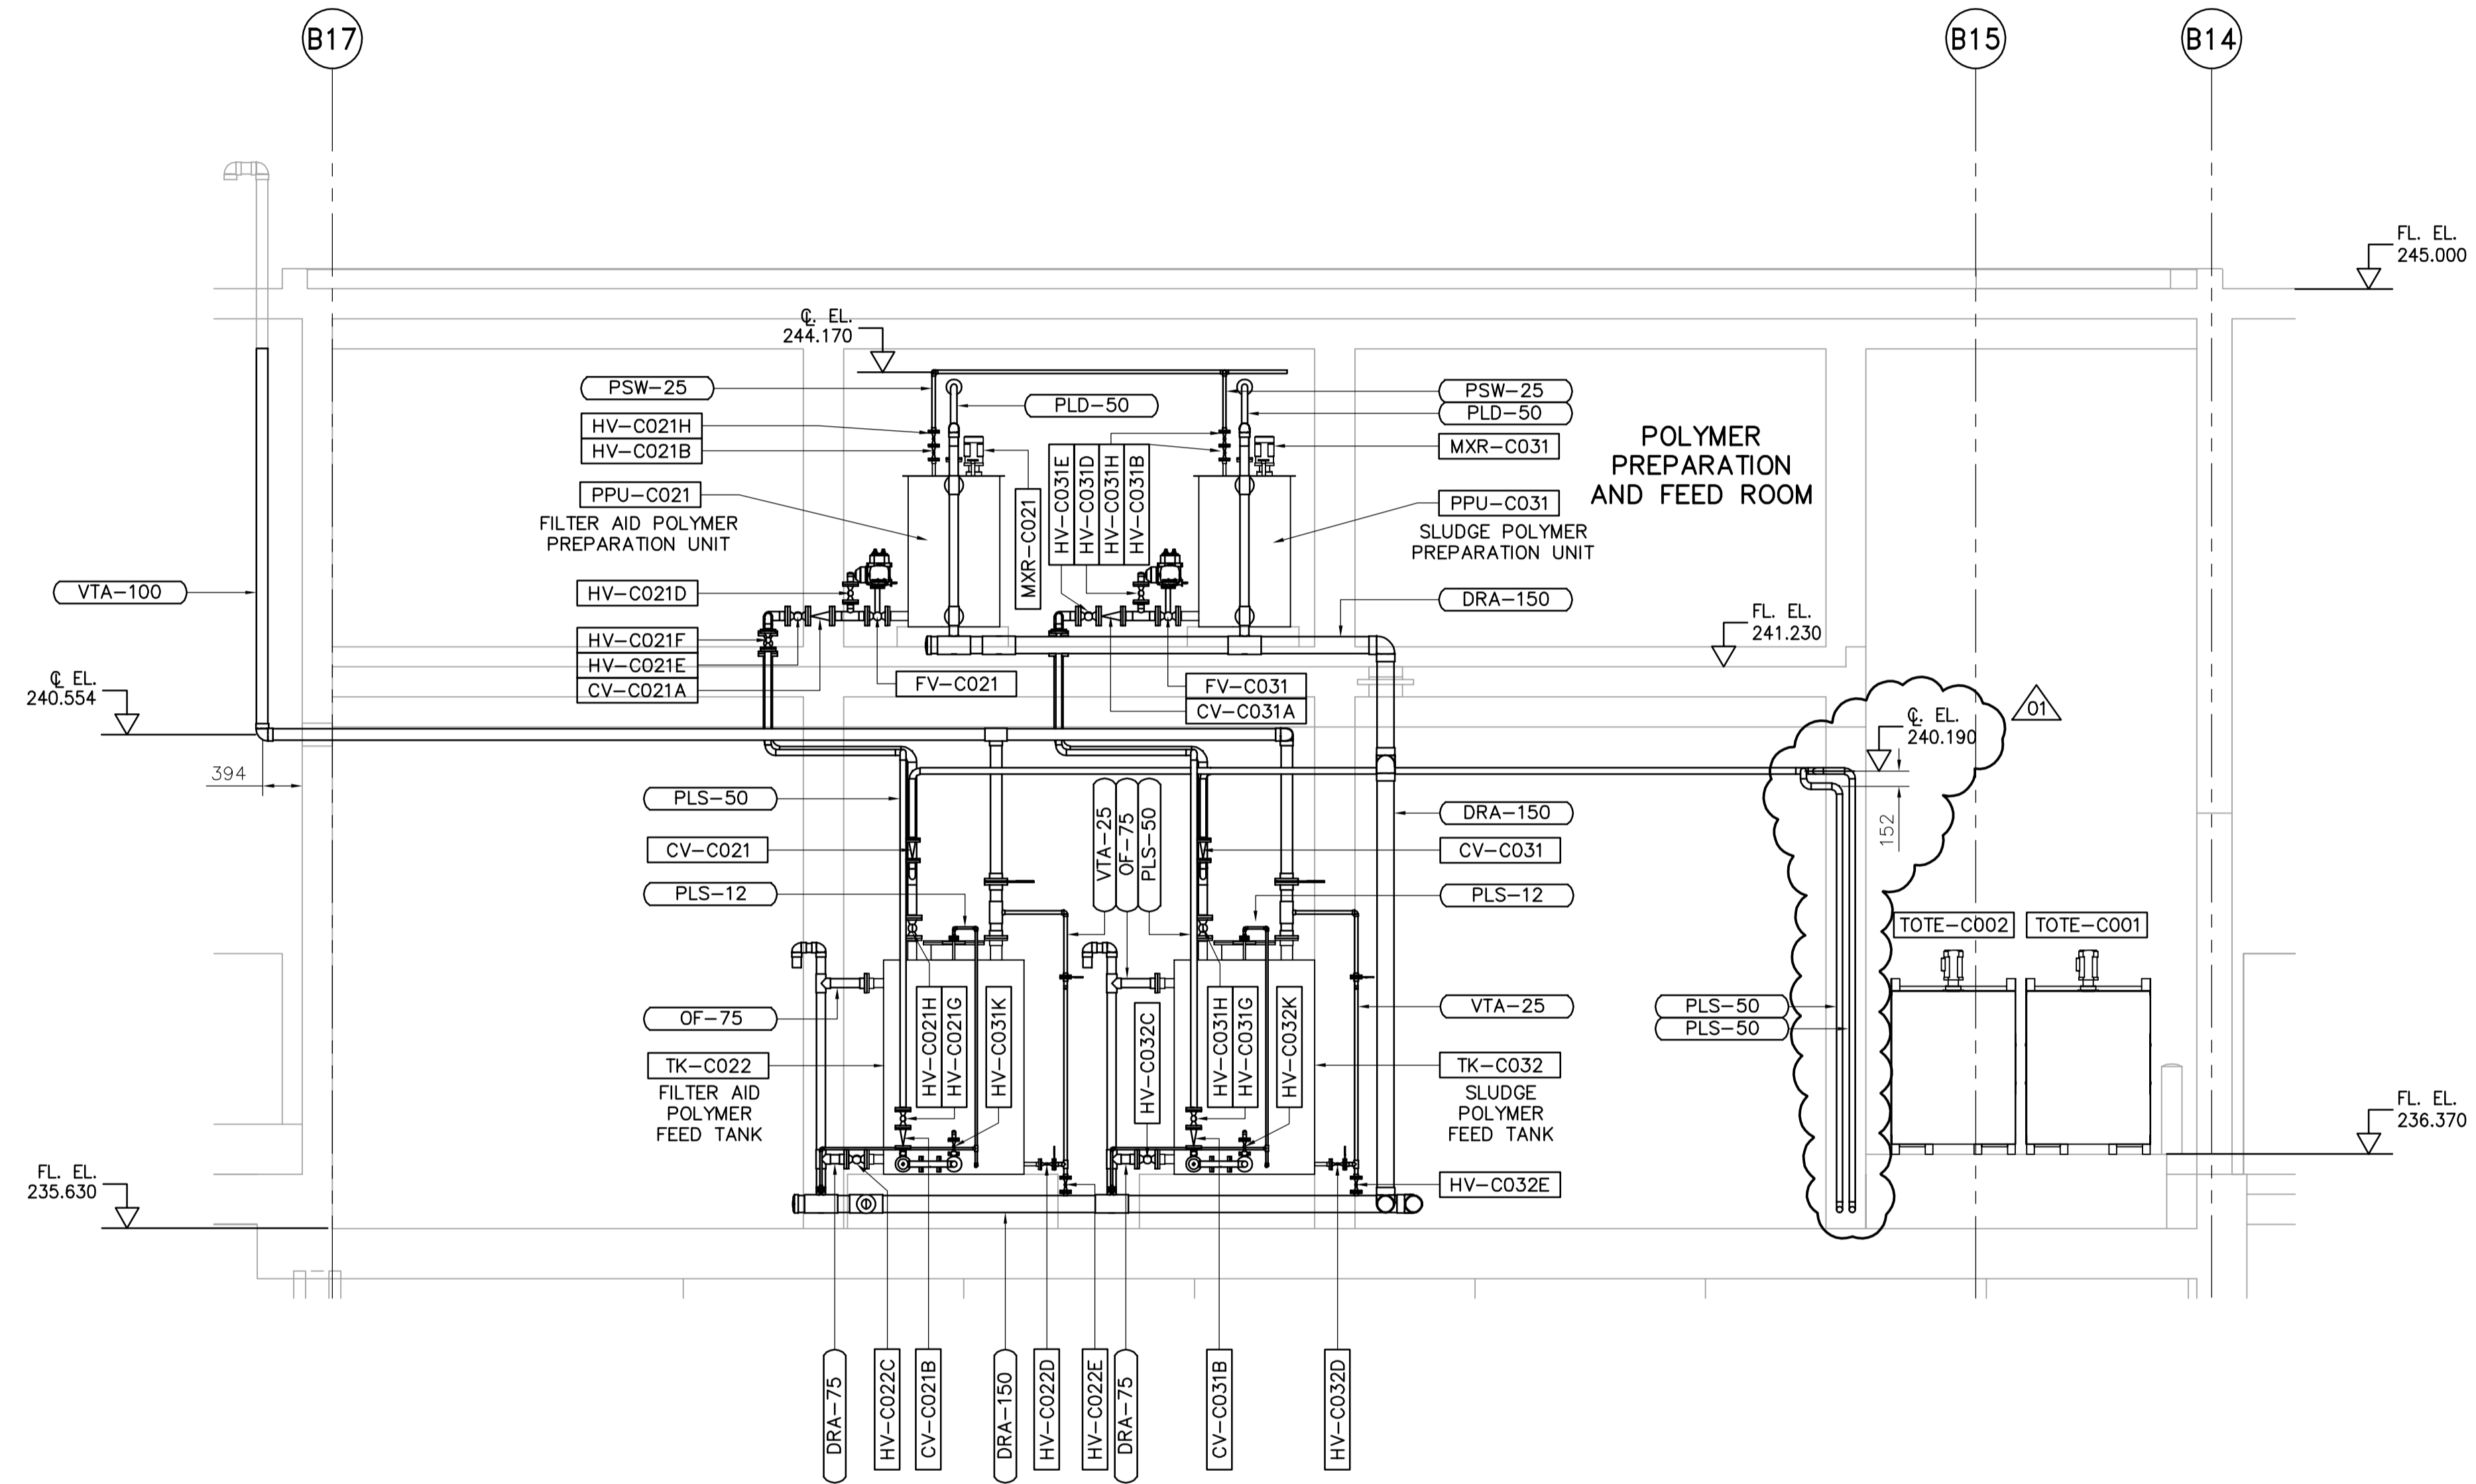 B17
B15
B14
FL. EL.
245.000
℄. EL.
244.170
PSW-25
HV-C021H
HV-C021B
PPU-C021
FILTER AID POLYMER
PREPARATION UNIT
HV-C021D
HV-C021F
HV-C021E
CV-C021A
VTA-100
℄ EL.
240.554
394
PLD-50
MXR-C021
HV-C031E
HV-C031D
HV-C031H
HV-C031B
FV-C021
FV-C031
CV-C031A
PSW-25
PLD-50
MXR-C031
PPU-C031
SLUDGE POLYMER
PREPARATION UNIT
DRA-150
POLYMER
PREPARATION
AND FEED ROOM
FL. EL.
241.230
01
℄. EL.
240.190
152
PLS-50
CV-C021
PLS-12
OF-75
TK-C022
FILTER AID
POLYMER
FEED TANK
VTA-25
OF-75
PLS-50
HV-C021H
HV-C021G
HV-C031K
HV-C032C
HV-C031H
HV-C031G
HV-C032K
DRA-150
CV-C031
PLS-12
VTA-25
TK-C032
SLUDGE
POLYMER
FEED TANK
HV-C032E
PLS-50
PLS-50
TOTE-C002
TOTE-C001
FL. EL.
236.370
FL. EL.
235.630
DRA-75
HV-C022C
CV-C021B
DRA-150
HV-C022D
HV-C022E
DRA-75
CV-C031B
HV-C032D